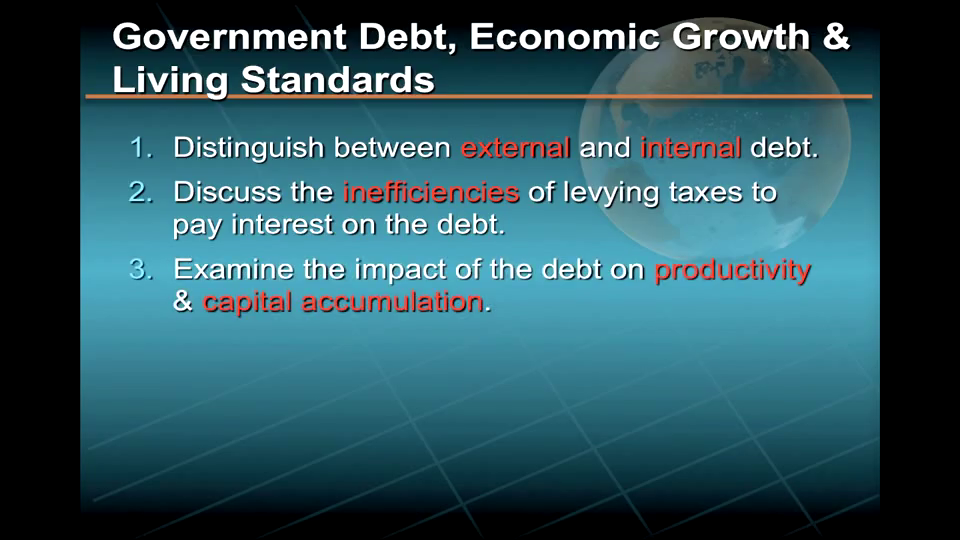 Government Debt, Economic Growth &
Living Standards
1. Distinguish between external and internal debt.
2. Discuss the inefficiencies of levying taxes to
pay interest on the debt.
3. Examine the impact of the debt on productivity
& capital accumulation.